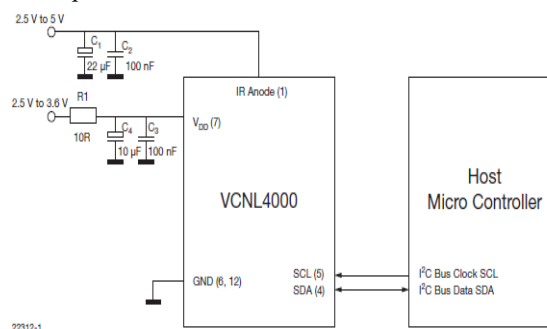 2.5 V to 5 V
C1
C2
22 µF
100 nF
IR Anode (1)
2.5 V to 3.6 V
R1
10R
C4
C3
10 µF
100 nF
VDD (7)
VCNL4000
Host
Micro Controller
GND (6, 12)
SCL (5)
SDA (4)
I²C Bus Clock SCL
I²C Bus Data SDA
22312-1